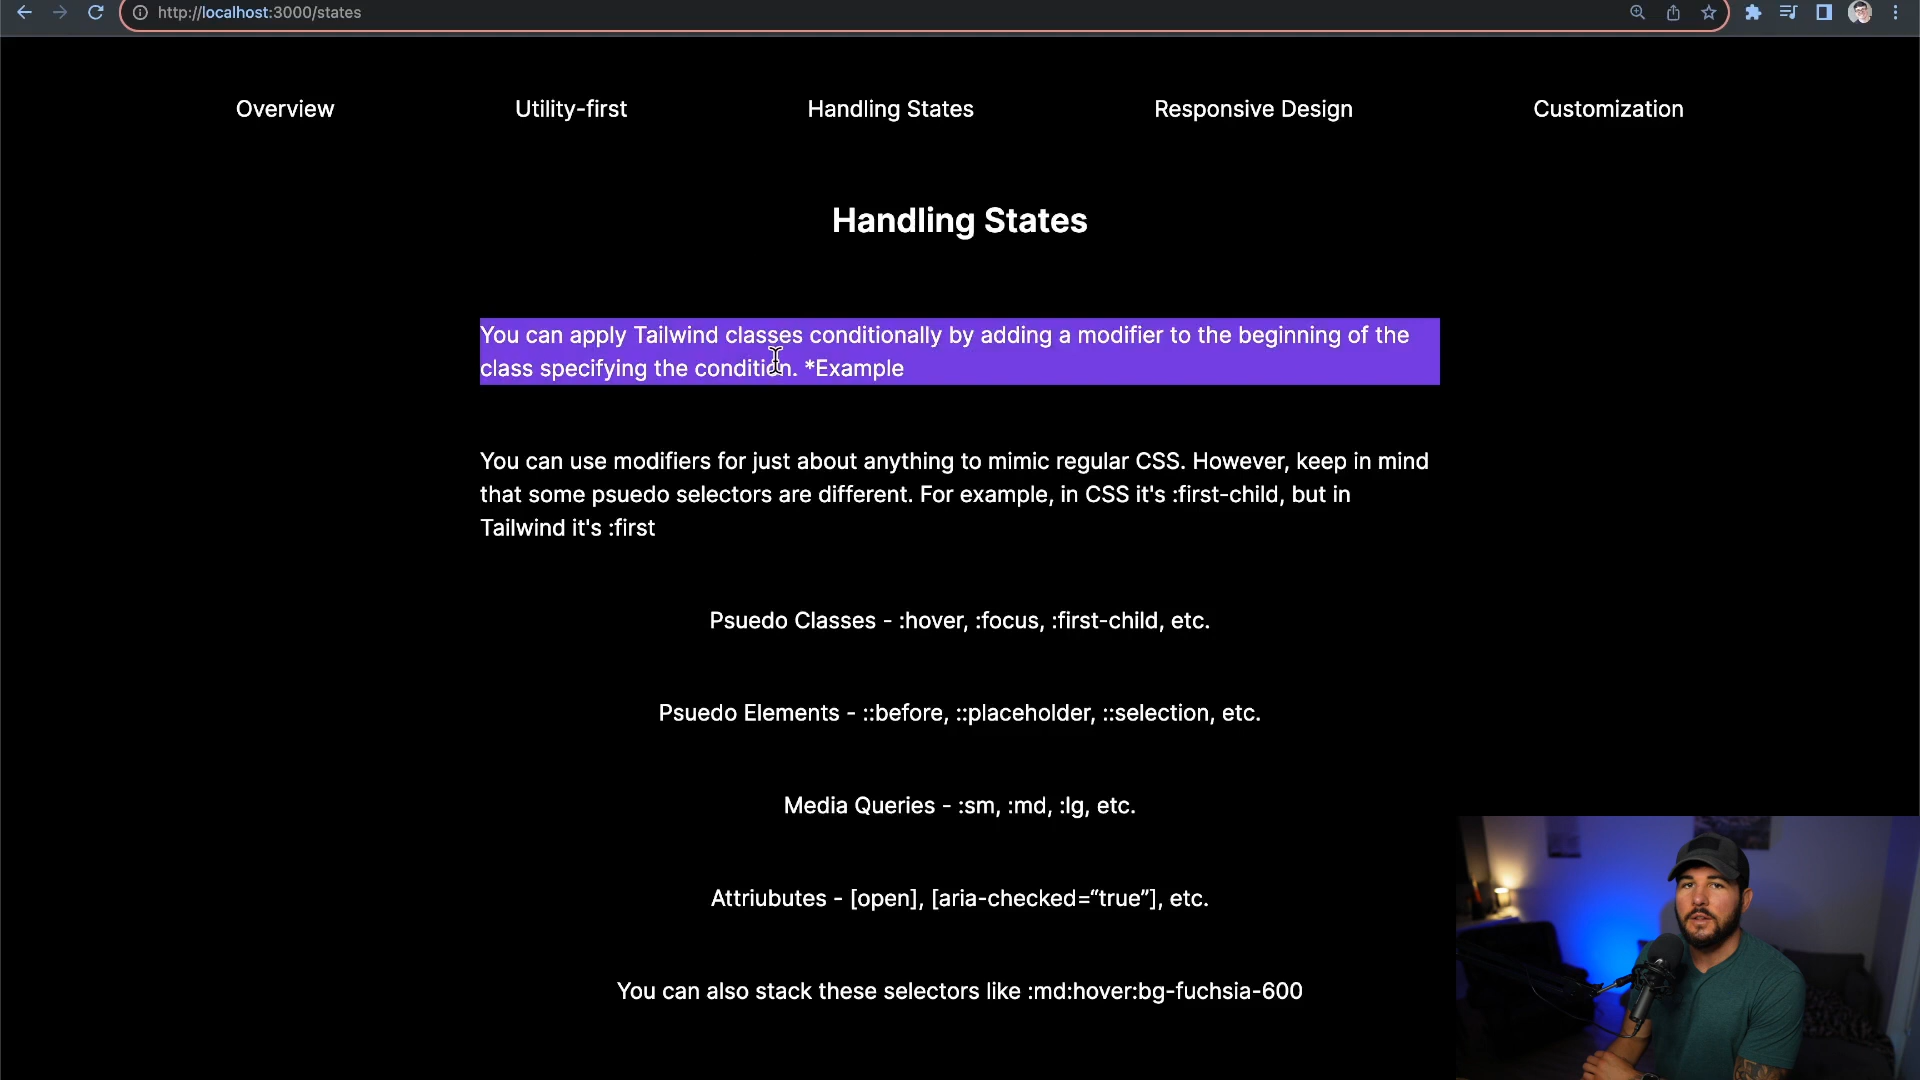 http://localhost:3000/states
Overview
Utility-first
Handling States
Responsive Design
Customization
Handling States
You can apply Tailwind classes conditionally by adding a modifier to the beginning of the
class specifying the condition. *Example
You can use modifiers for just about anything to mimic regular CSS. However, keep in mind
that some psuedo selectors are different. For example, in CSS it's :first-child, but in
Tailwind it's :first
Psuedo Classes - :hover, :focus, :first-child, etc.
Psuedo Elements - ::before, ::placeholder, ::selection, etc.
Media Queries - :sm, :md, :lg, etc.
Attriubutes - [open], [aria-checked=“true”], etc.
You can also stack these selectors like :md:hover:bg-fuchsia-600